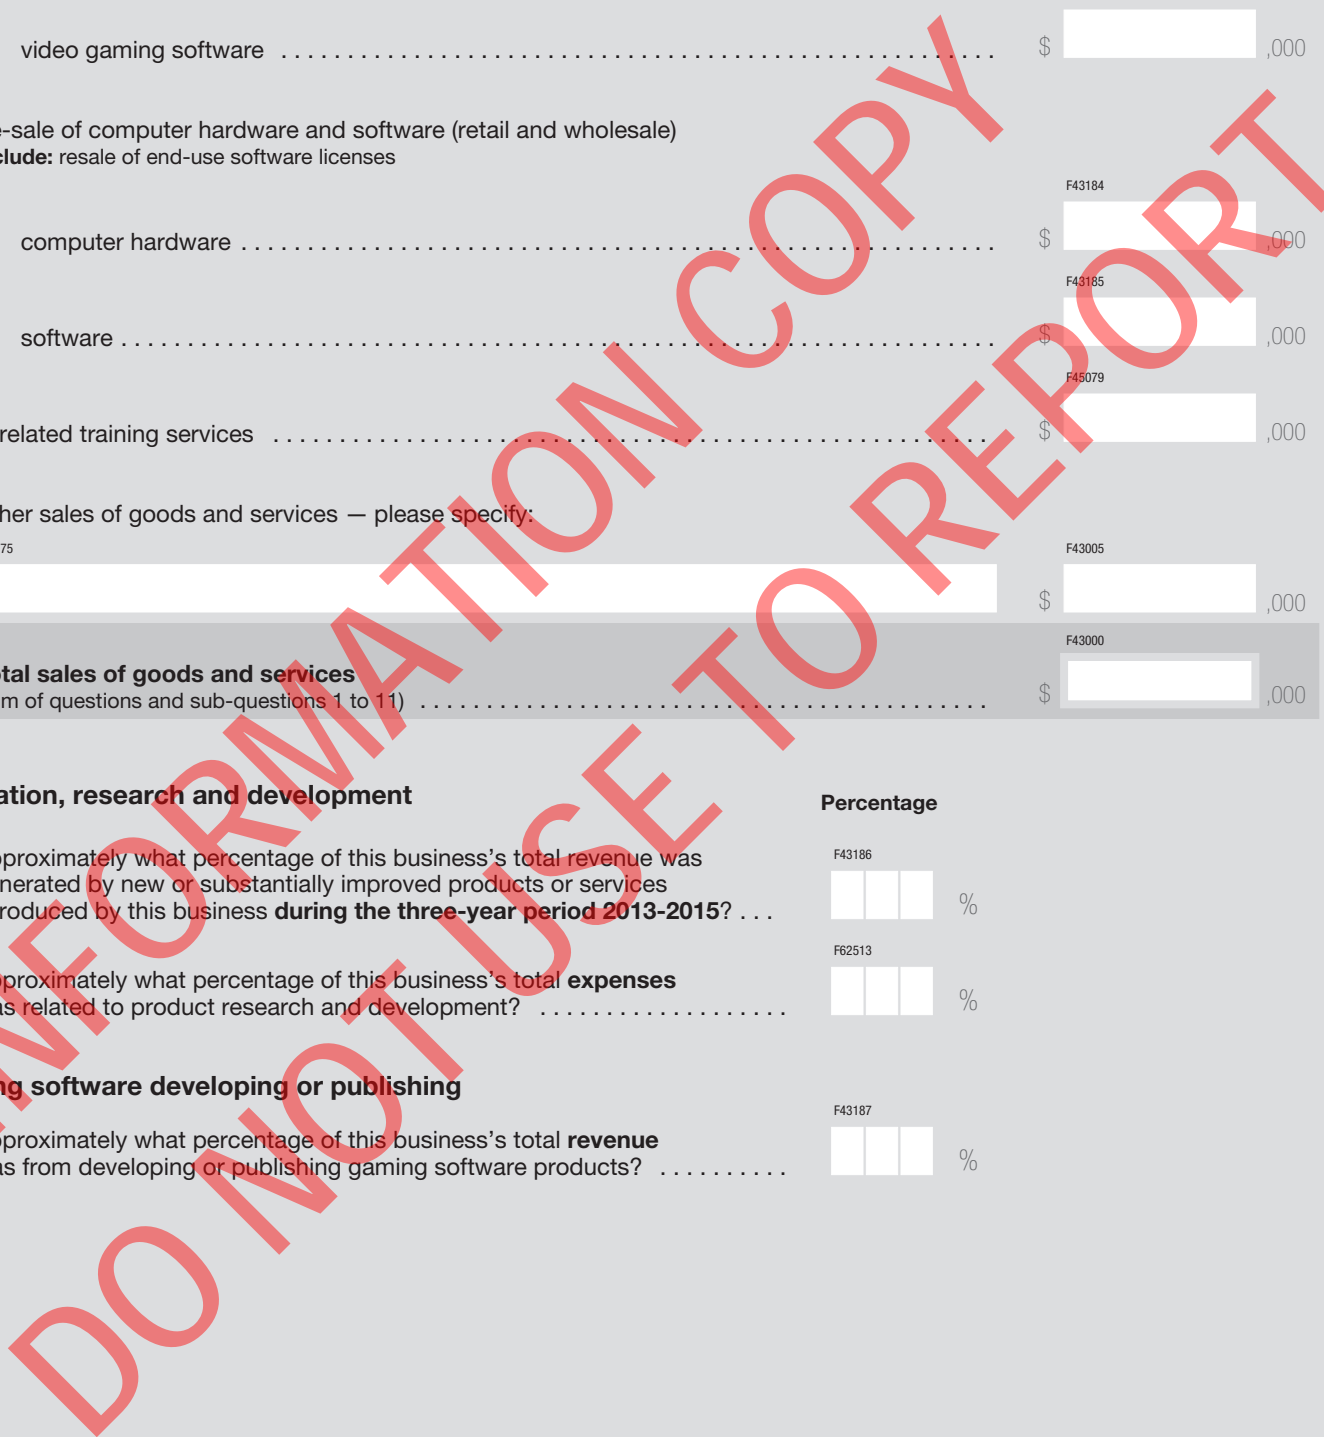 video gaming software ......................................................
$ ,000
e-sale of computer hardware and software (retail and wholesale)
clude: resale of end-use software licenses
F43184
computer hardware .........................................................
$ ,000
F43185
software ..................................................................
$ ,000
F45079
related training services ......................................................
$ ,000
her sales of goods and services — please specify:
75
F43005
$ ,000
F43000
otal sales of goods and services
m of questions and sub-questions 1 to 11) ...........................................
$ ,000
ation, research and development
Percentage
pproximately what percentage of this business's total revenue was
F43186
nerated by new or substantially improved products or services
roduced by this business during the three-year period 2013-2015? ...
%
F62513
pproximately what percentage of this business's total expenses
as related to product research and development? ...................
%
ng software developing or publishing
F43187
pproximately what percentage of this business's total revenue
as from developing or publishing gaming software products? ..........
%
INFORMATION COPY
DO NOT USE TO REPORT